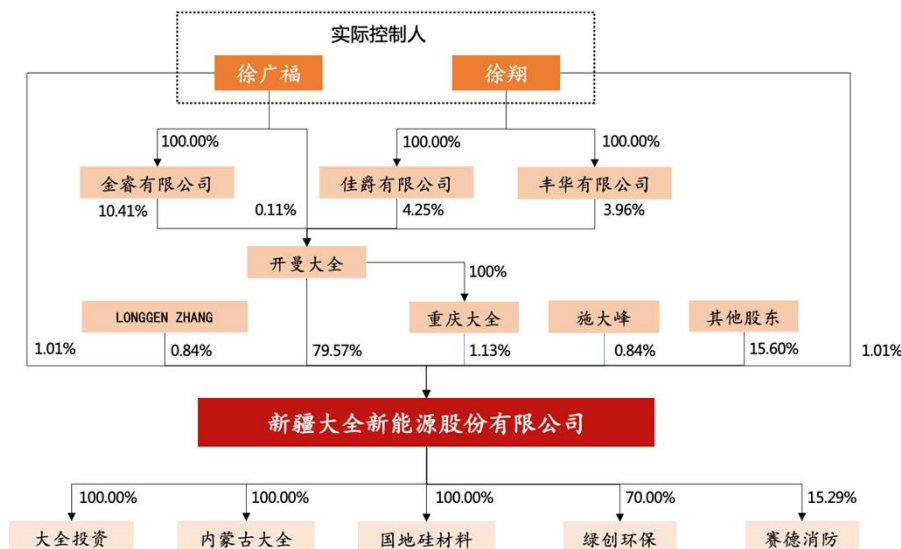 实际控制人
徐广福
徐翔
100.00%
100.00%
100.00%
金睿有限公司
佳爵有限公司
丰华有限公司
10.41%
0.11%
4.25%
3.96%
开曼大全
100%
LONGGEN ZHANG
重庆大全
施大峰
其他股东
1.01%
0.84%
79.57%
1.13%
0.84%
15.60%
1.01%
新疆大全新能源股份有限公司
100.00%
100.00%
100.00%
70.00%
15.29%
大全投资
内蒙古大全
国地硅材料
绿创环保
赛德消防